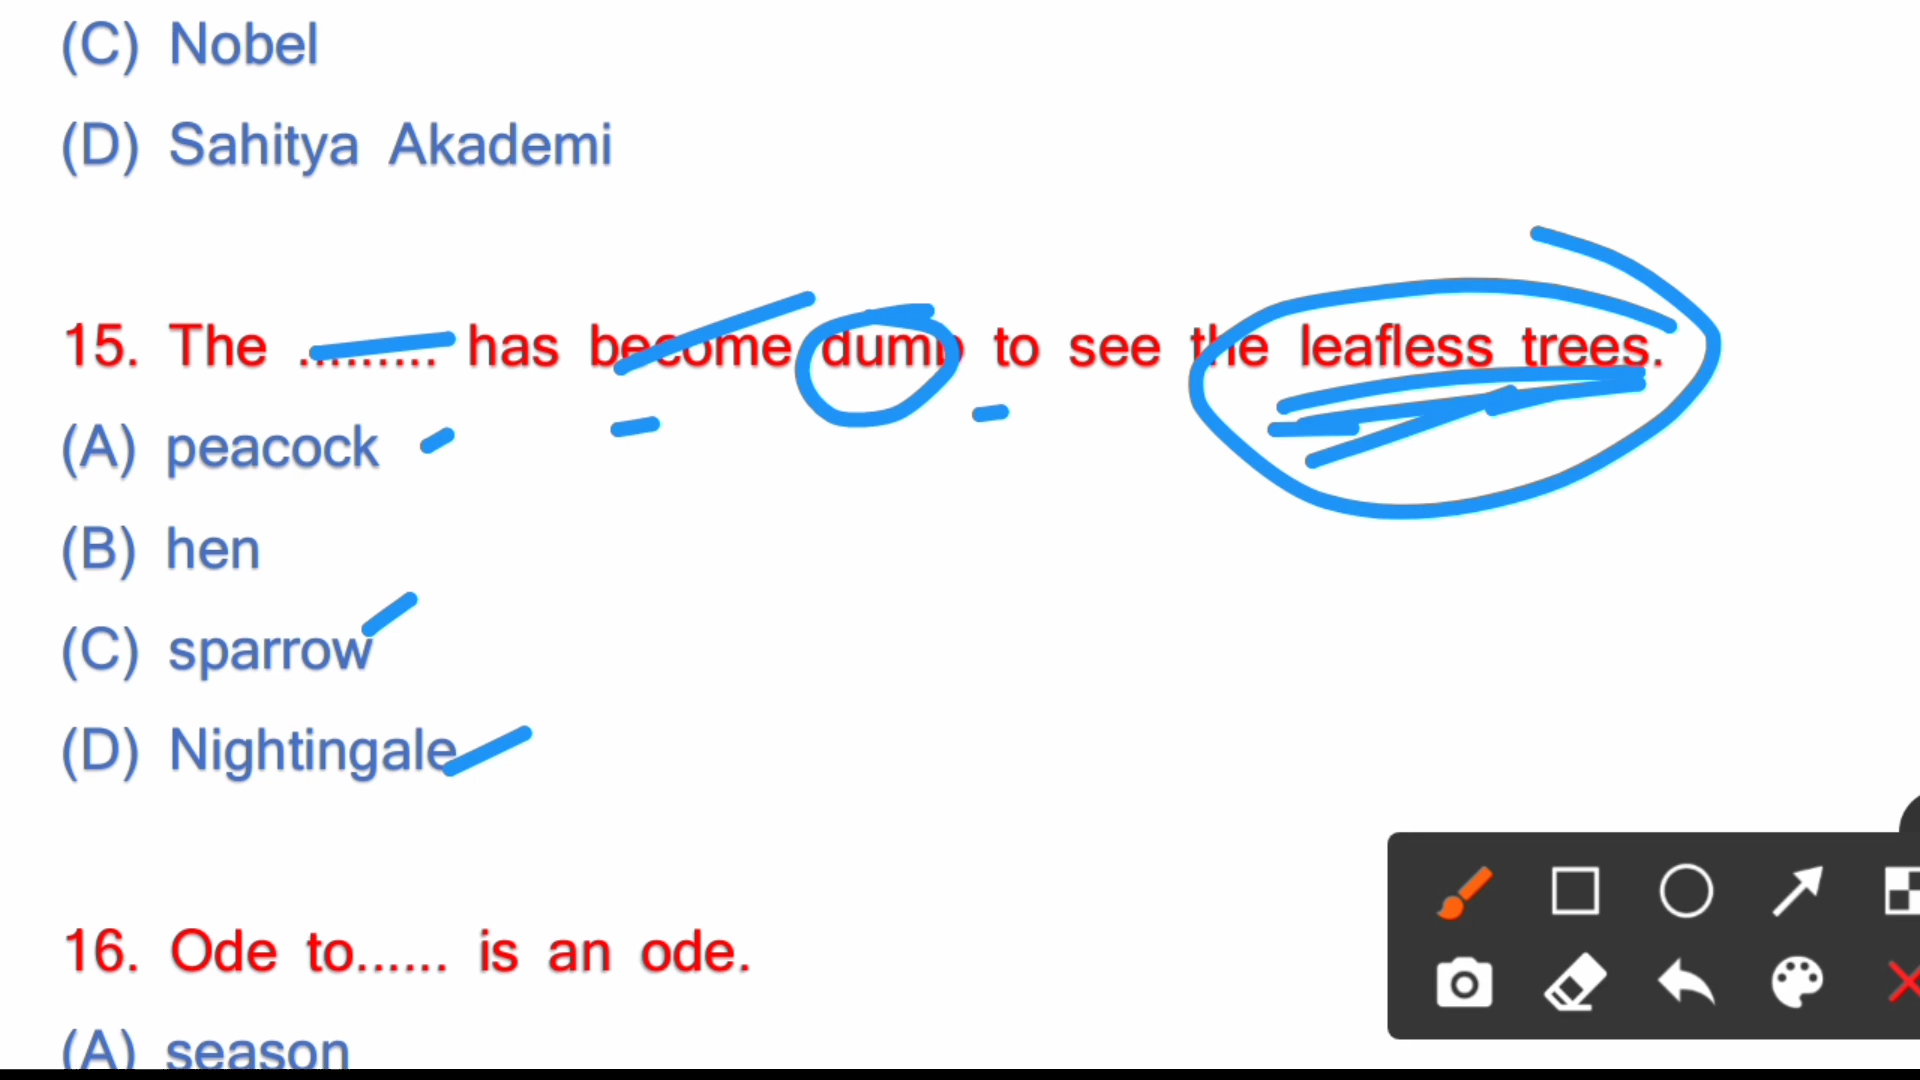 (C) Nobel
(D) Sahitya Akademi
15. The ......... has become dumb to see the leafless trees.
(A) peacock
(B) hen
(C) sparrow
(D) Nightingale
16. Ode to...... is an ode.
(A) season